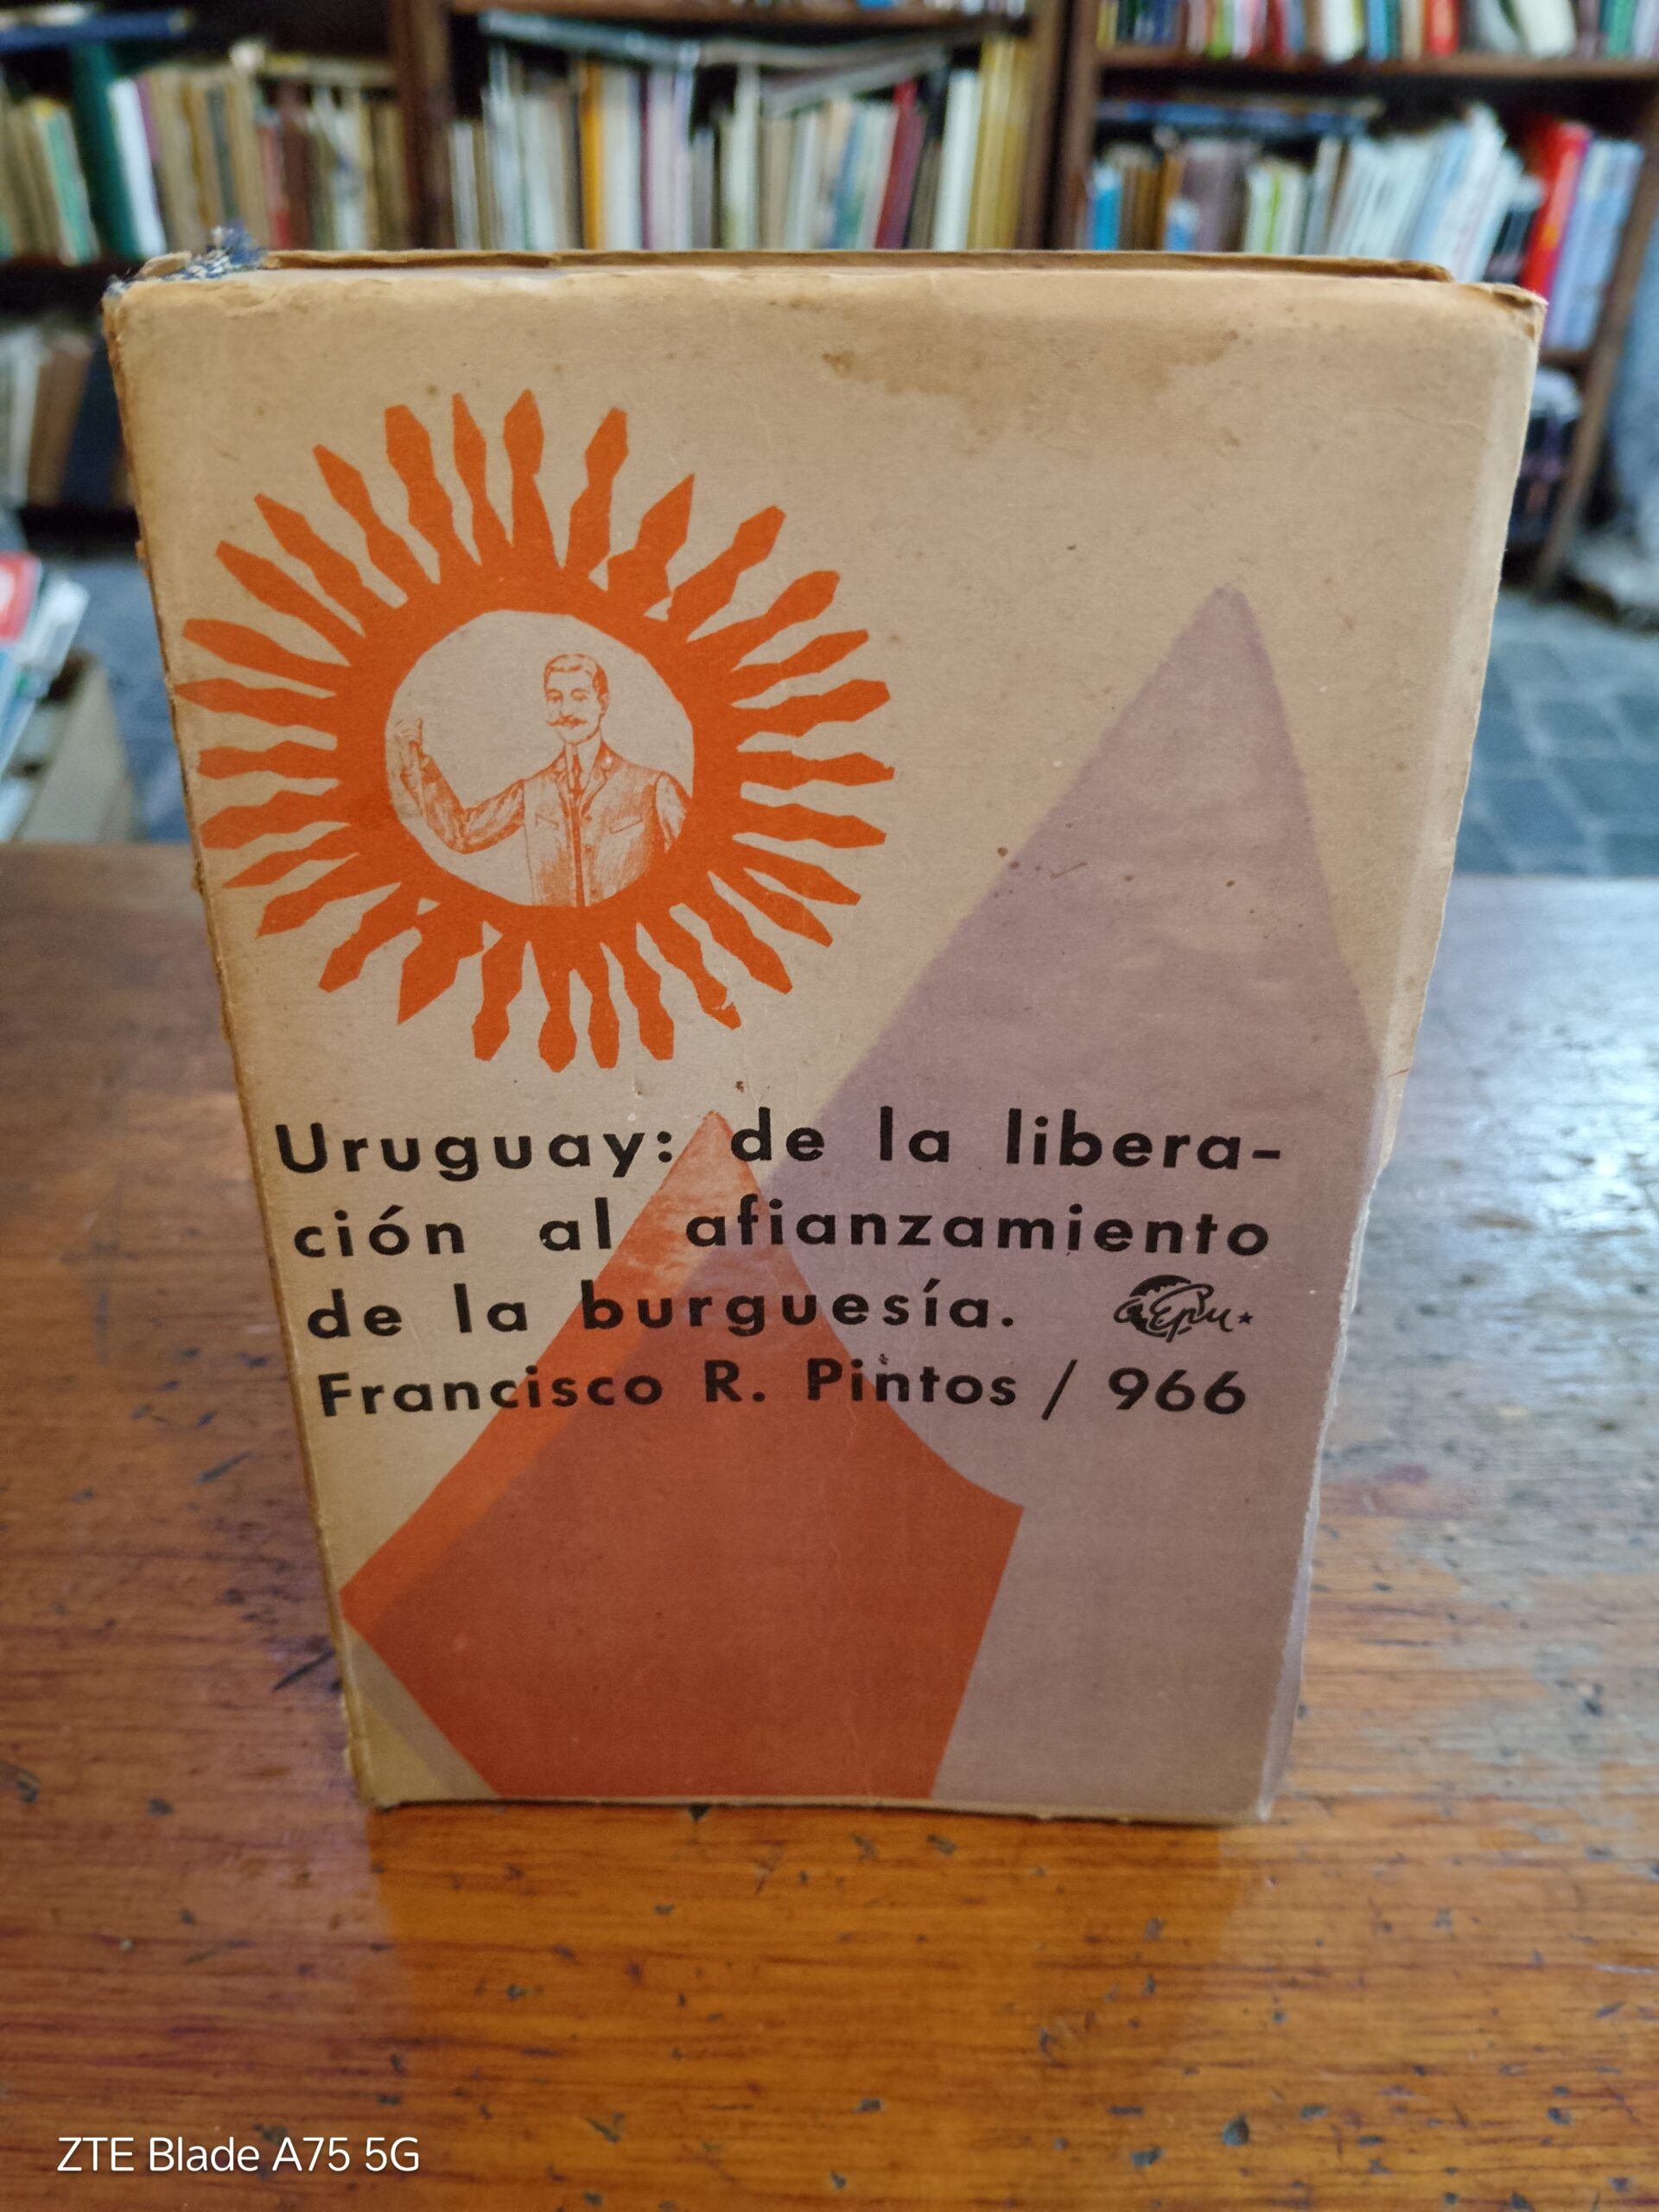 Uruguay: de la libera-
ción al afianzamiento
de la burguesía.
Francisco R. Pintos / 966
ZTE Blade A75 5G